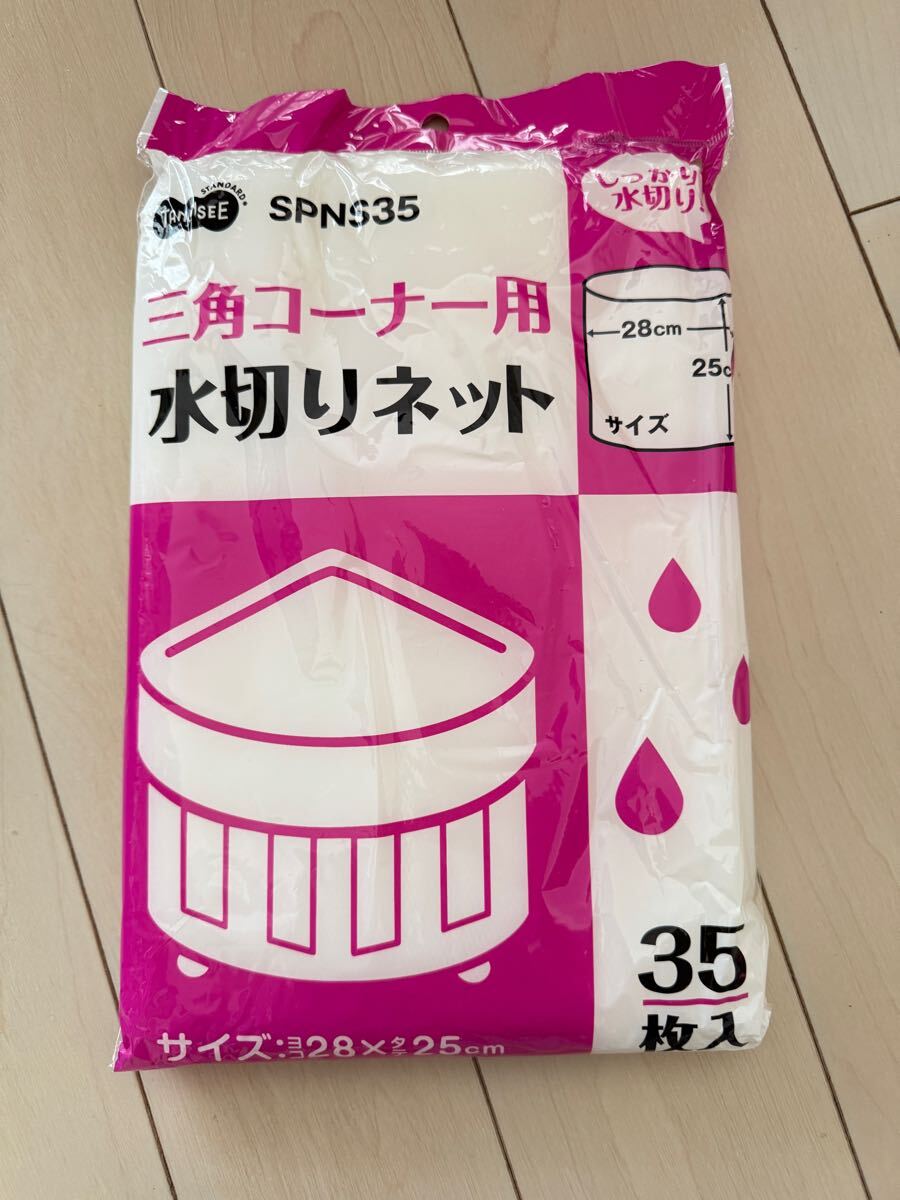 STANDARD®
TANOSEE
SPNS35
三角コーナー用
水切りネット
しっかり
水切り!
28cm
25c
サイズ
35
枚入
サイズ:ヨコ28×タテ25cm